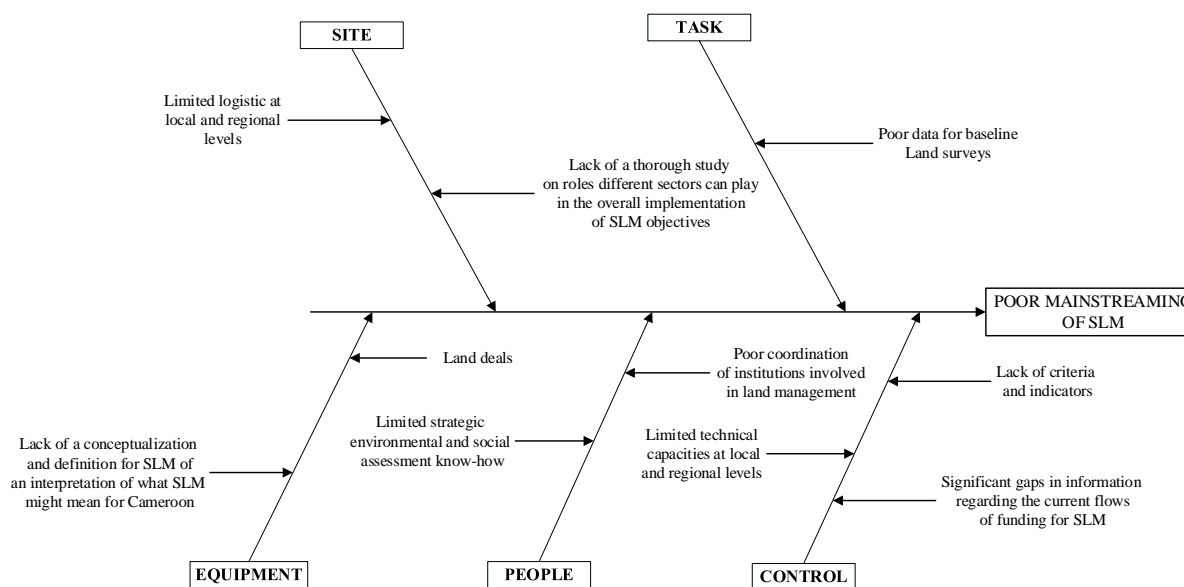 SITE
TASK
Limited logistic at
local and regional
levels
Poor data for baseline
Land surveys
Lack of a thorough study
on roles different sectors can play
in the overall implementation
of SLM objectives
POOR MAINSTREAMING
OF SLM
Land deals
Poor coordination
of institutions involved
in land management
Lack of criteria
and indicators
Limited strategic
environmental and social
assessment know-how
Limited technical
capacities at local
and regional levels
Lack of a conceptualization
and definition for SLM of
an interpretation of what SLM
might mean for Cameroon
Significant gaps in information
regarding the current flows
of funding for SLM
EQUIPMENT
PEOPLE
CONTROL